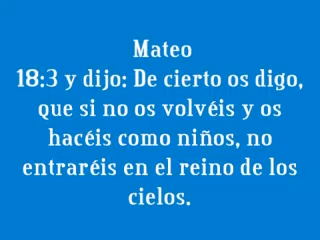 Mateo
18:3 y dijo: De cierto os digo,
que si no os volvéis y os
hacéis como niños, no
entraréis en el reino de los
cielos.